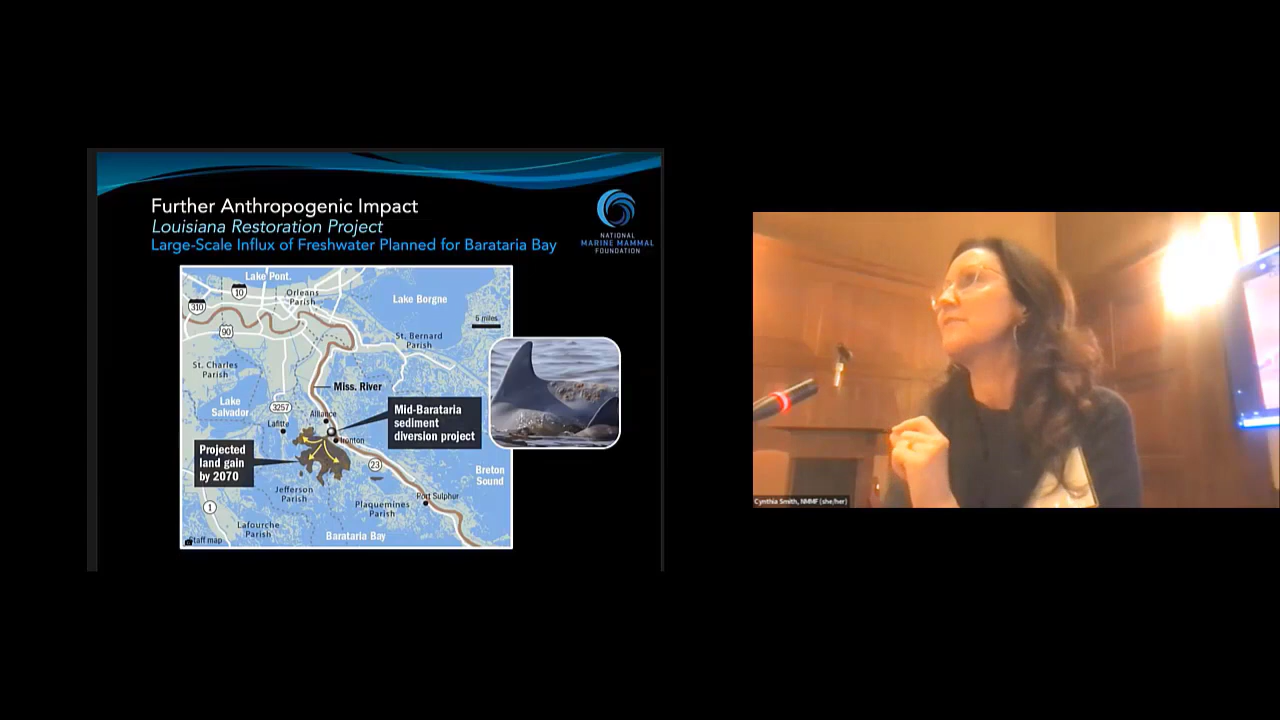 Further Anthropogenic Impact
Louisiana Restoration Project
Large-Scale Influx of Freshwater Planned for Barataria Bay
NATIONAL
MARINE MAMMAL
FOUNDATION
Lake Pont.
10
Orleans
Parish
310
Lake Borgne
5 miles
90
St. Bernard
Parish
St. Charles
Parish
Miss. River
Lake
Salvador
3257
Alliance
Mid-Barataria
sediment
diversion project
Lafitte
Ironton
Projected
land gain
by 2070
23
Breton
Sound
Jefferson
Parish
Port Sulphur
Plaquemines
Parish
1
Lafourche
Parish
Barataria Bay
Staff map
Cynthia Smith, NMMF (she/her)